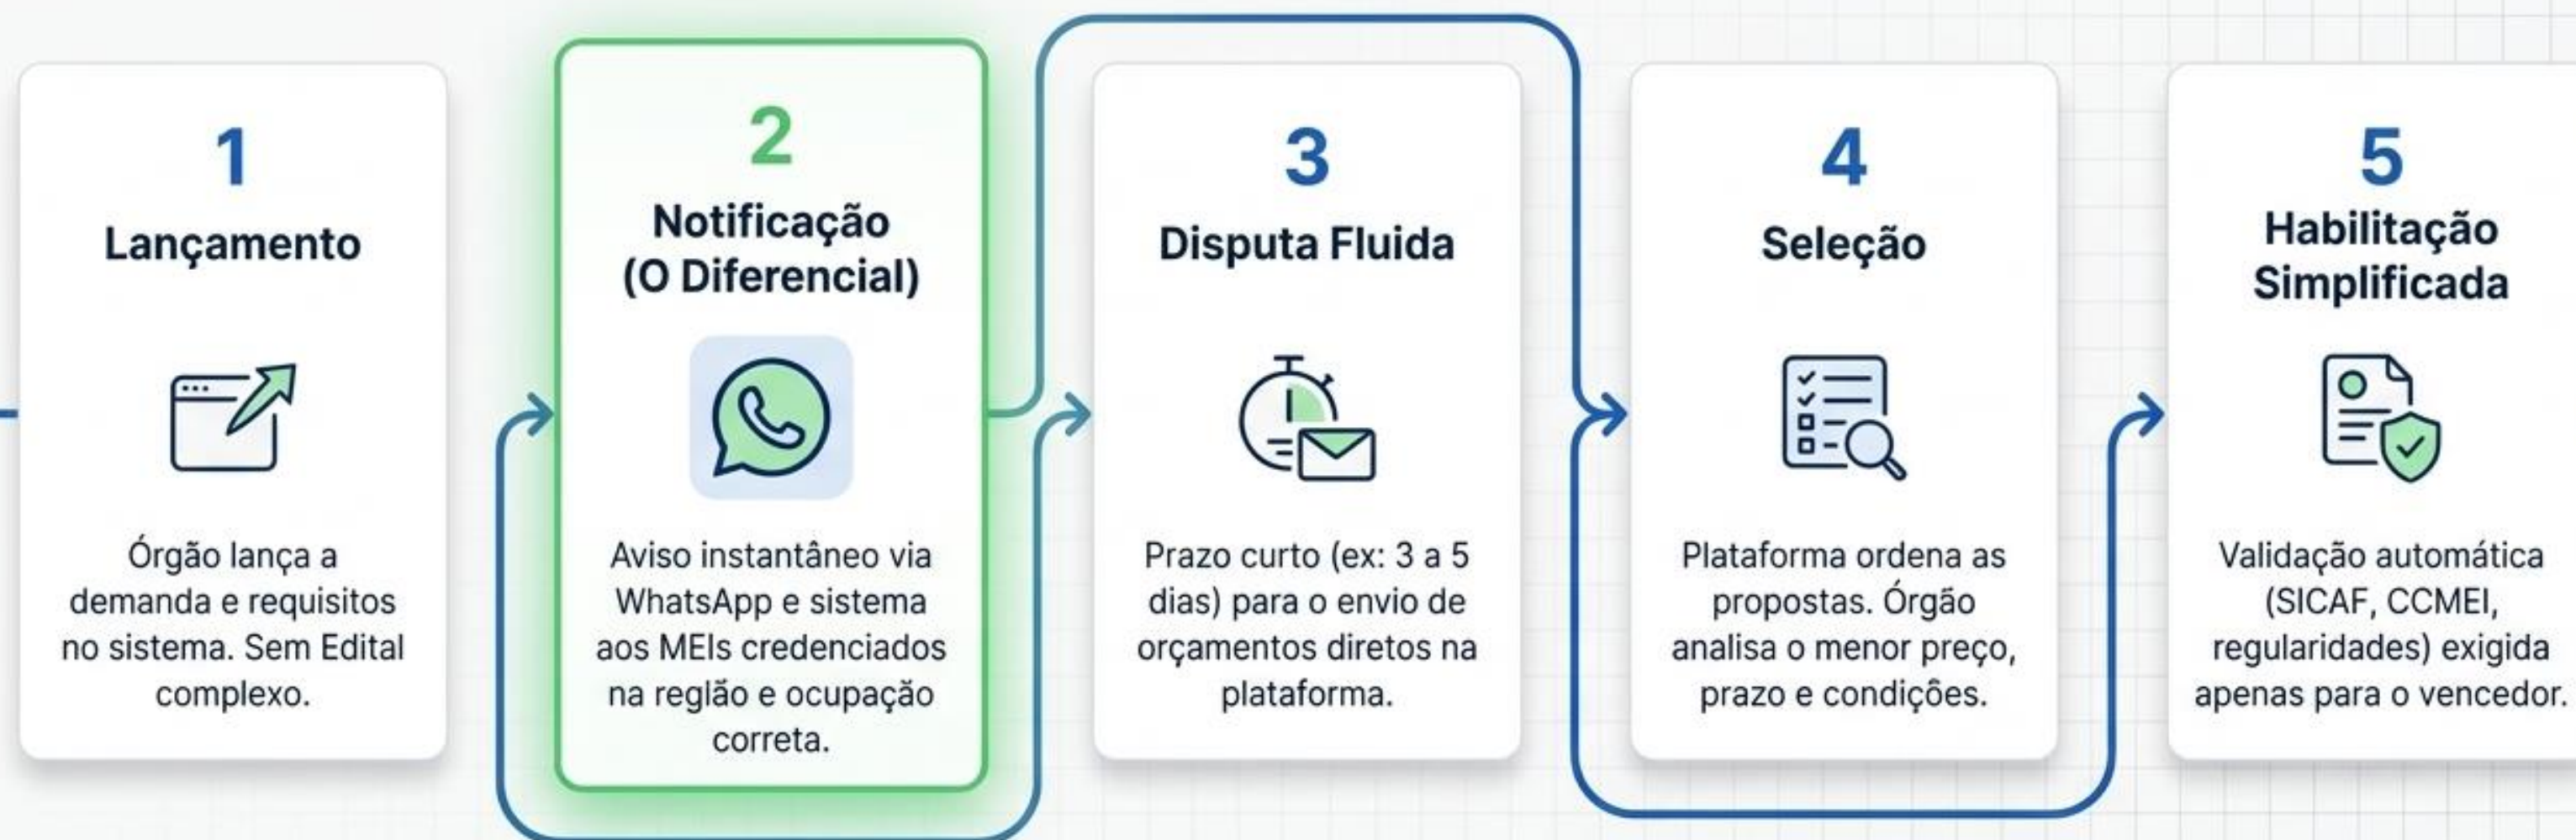 1
Lançamento
Órgão lança a
demanda e requisitos
no sistema. Sem Edital
complexo.
2
Notificação
(O Diferencial)
Aviso instantâneo via
WhatsApp e sistema
aos MEIs credenciados
na reglão e ocupação
correta.
3
Disputa Fluida
Prazo curto (ex: 3 a 5
dias) para o envio de
orçamentos diretos na
plataforma.
4
Seleção
Plataforma ordena as
propostas. Órgão
analisa o menor preço,
prazo e condições.
5
Habilitação
Simplificada
Validação automática
(SICAF, CCMEI,
regularidades) exigida
apenas para o vencedor.